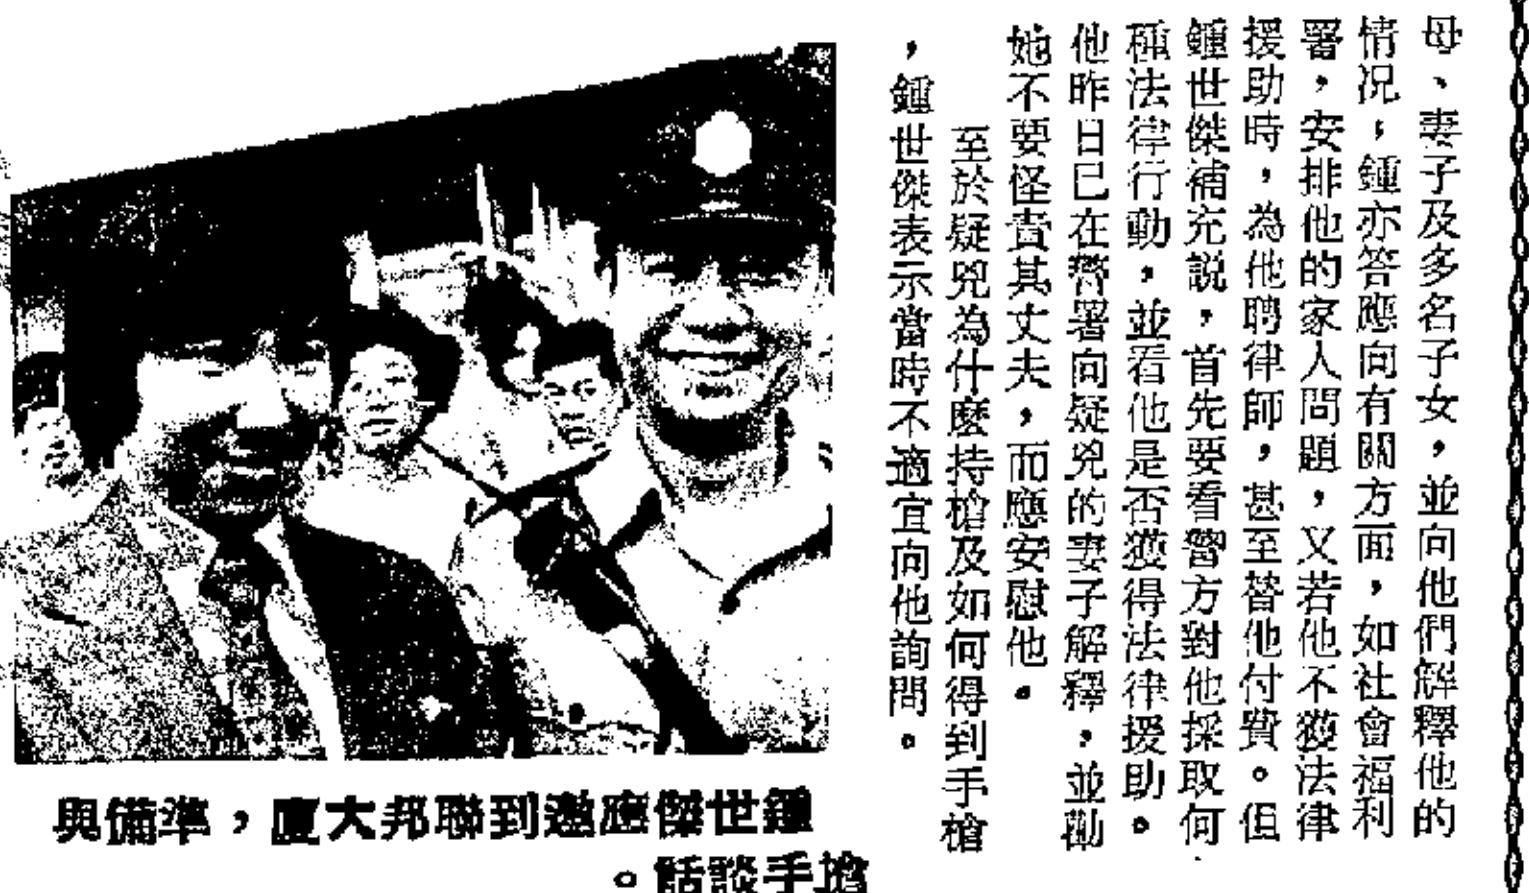 母、妻子及多名子女，並向他們解釋他的
情况，鍾亦答應向有關方面，如社會福利
署，安排他的家人問題，又若他不獲法律
援助時，為他聘律師，甚至替他付費。但
鍾世傑補充説，首先要看警方對他採取何
種法律行動，並看他是否獲得法律援助。
他昨日已在警署向疑兇的妻子解釋，並勸
她不要怪責其丈夫，而應安慰他。
至於疑兇為什麼持槍及如何得到手槍
，鍾世傑表示當時不適宜向他詢問。
鍾世傑應邀到聯邦大廈，準備與
槍手談話。